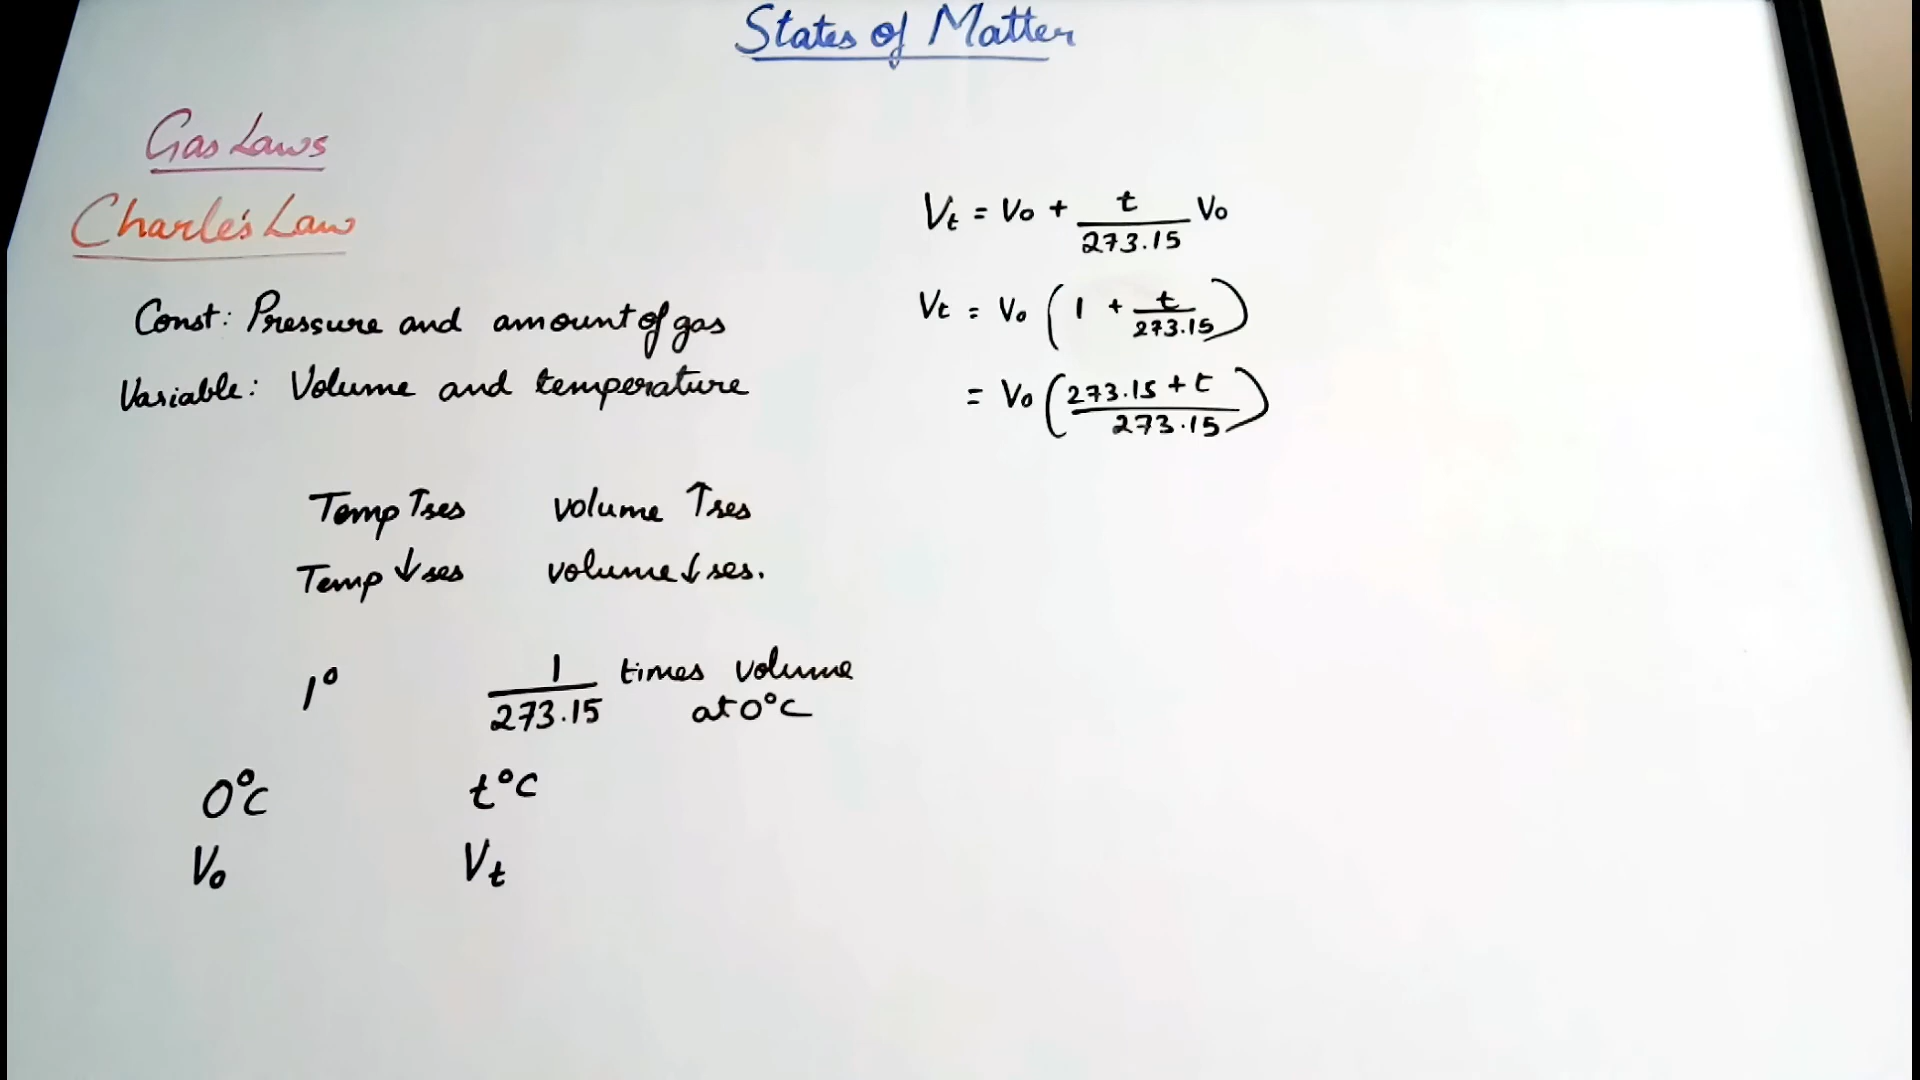 States of Matter
Gas Laws
Charle's Law
Const: Pressure and amount of gas
Variable: Volume and temperature
Temp ↑ses volume ↑ses
Temp ↓ses volume ↓ses.
1° 1/273.15 times volume
at 0°C
0°C t°C
V₀ Vₜ
Vₜ = V₀ + t/273.15 V₀
Vₜ = V₀ (1 + t/273.15)
= V₀ (273.15 + t/273.15)